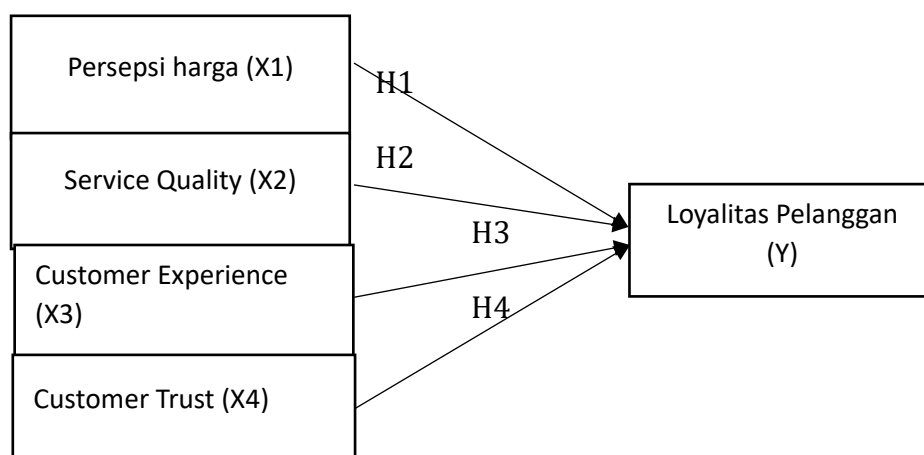 Persepsi harga (X1)
H1
H2
Service Quality (X2)
Loyalitas Pelanggan
(Y)
H3
Customer Experience
(X3)
H4
Customer Trust (X4)